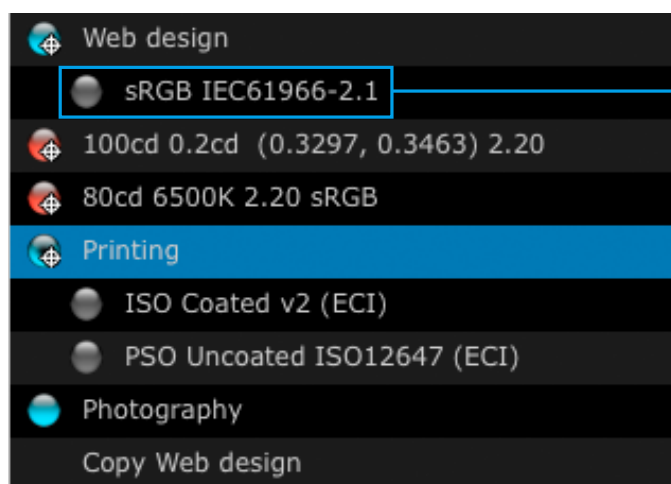 Web design
sRGB IEC61966-2.1
100cd 0.2cd (0.3297, 0.3463) 2.20
80cd 6500K 2.20 sRGB
Printing
ISO Coated v2 (ECI)
PSO Uncoated ISO12647 (ECI)
Photography
Copy Web design